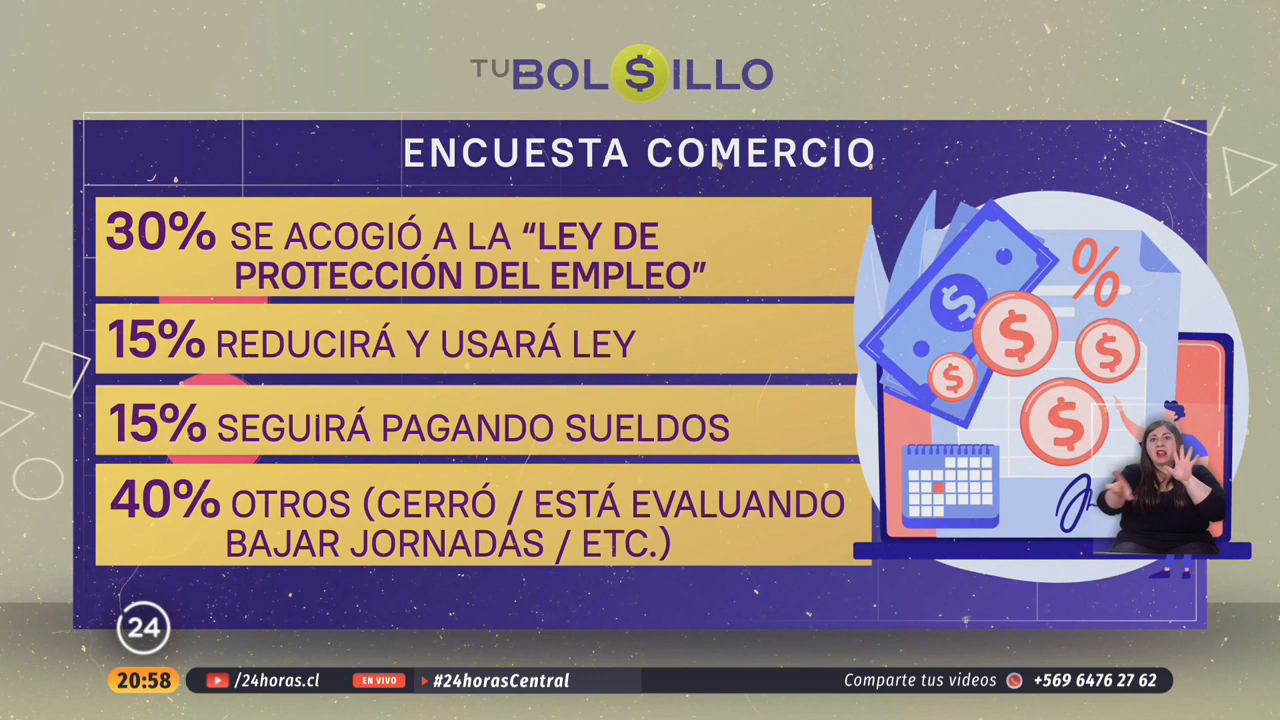 TU BOL$ILLO
ENCUESTA COMERCIO
30% SE ACOGIÓ A LA “LEY DE
PROTECCIÓN DEL EMPLEO”
15% REDUCIRÁ Y USARÁ LEY
15% SEGUIRÁ PAGANDO SUELDOS
40% OTROS (CERRÓ / ESTÁ EVALUANDO
BAJAR JORNADAS / ETC.)
%
$
$
$
$
$
24
20:58 /24horas.cl EN VIVO #24horasCentral Comparte tus videos +569 6476 27 62